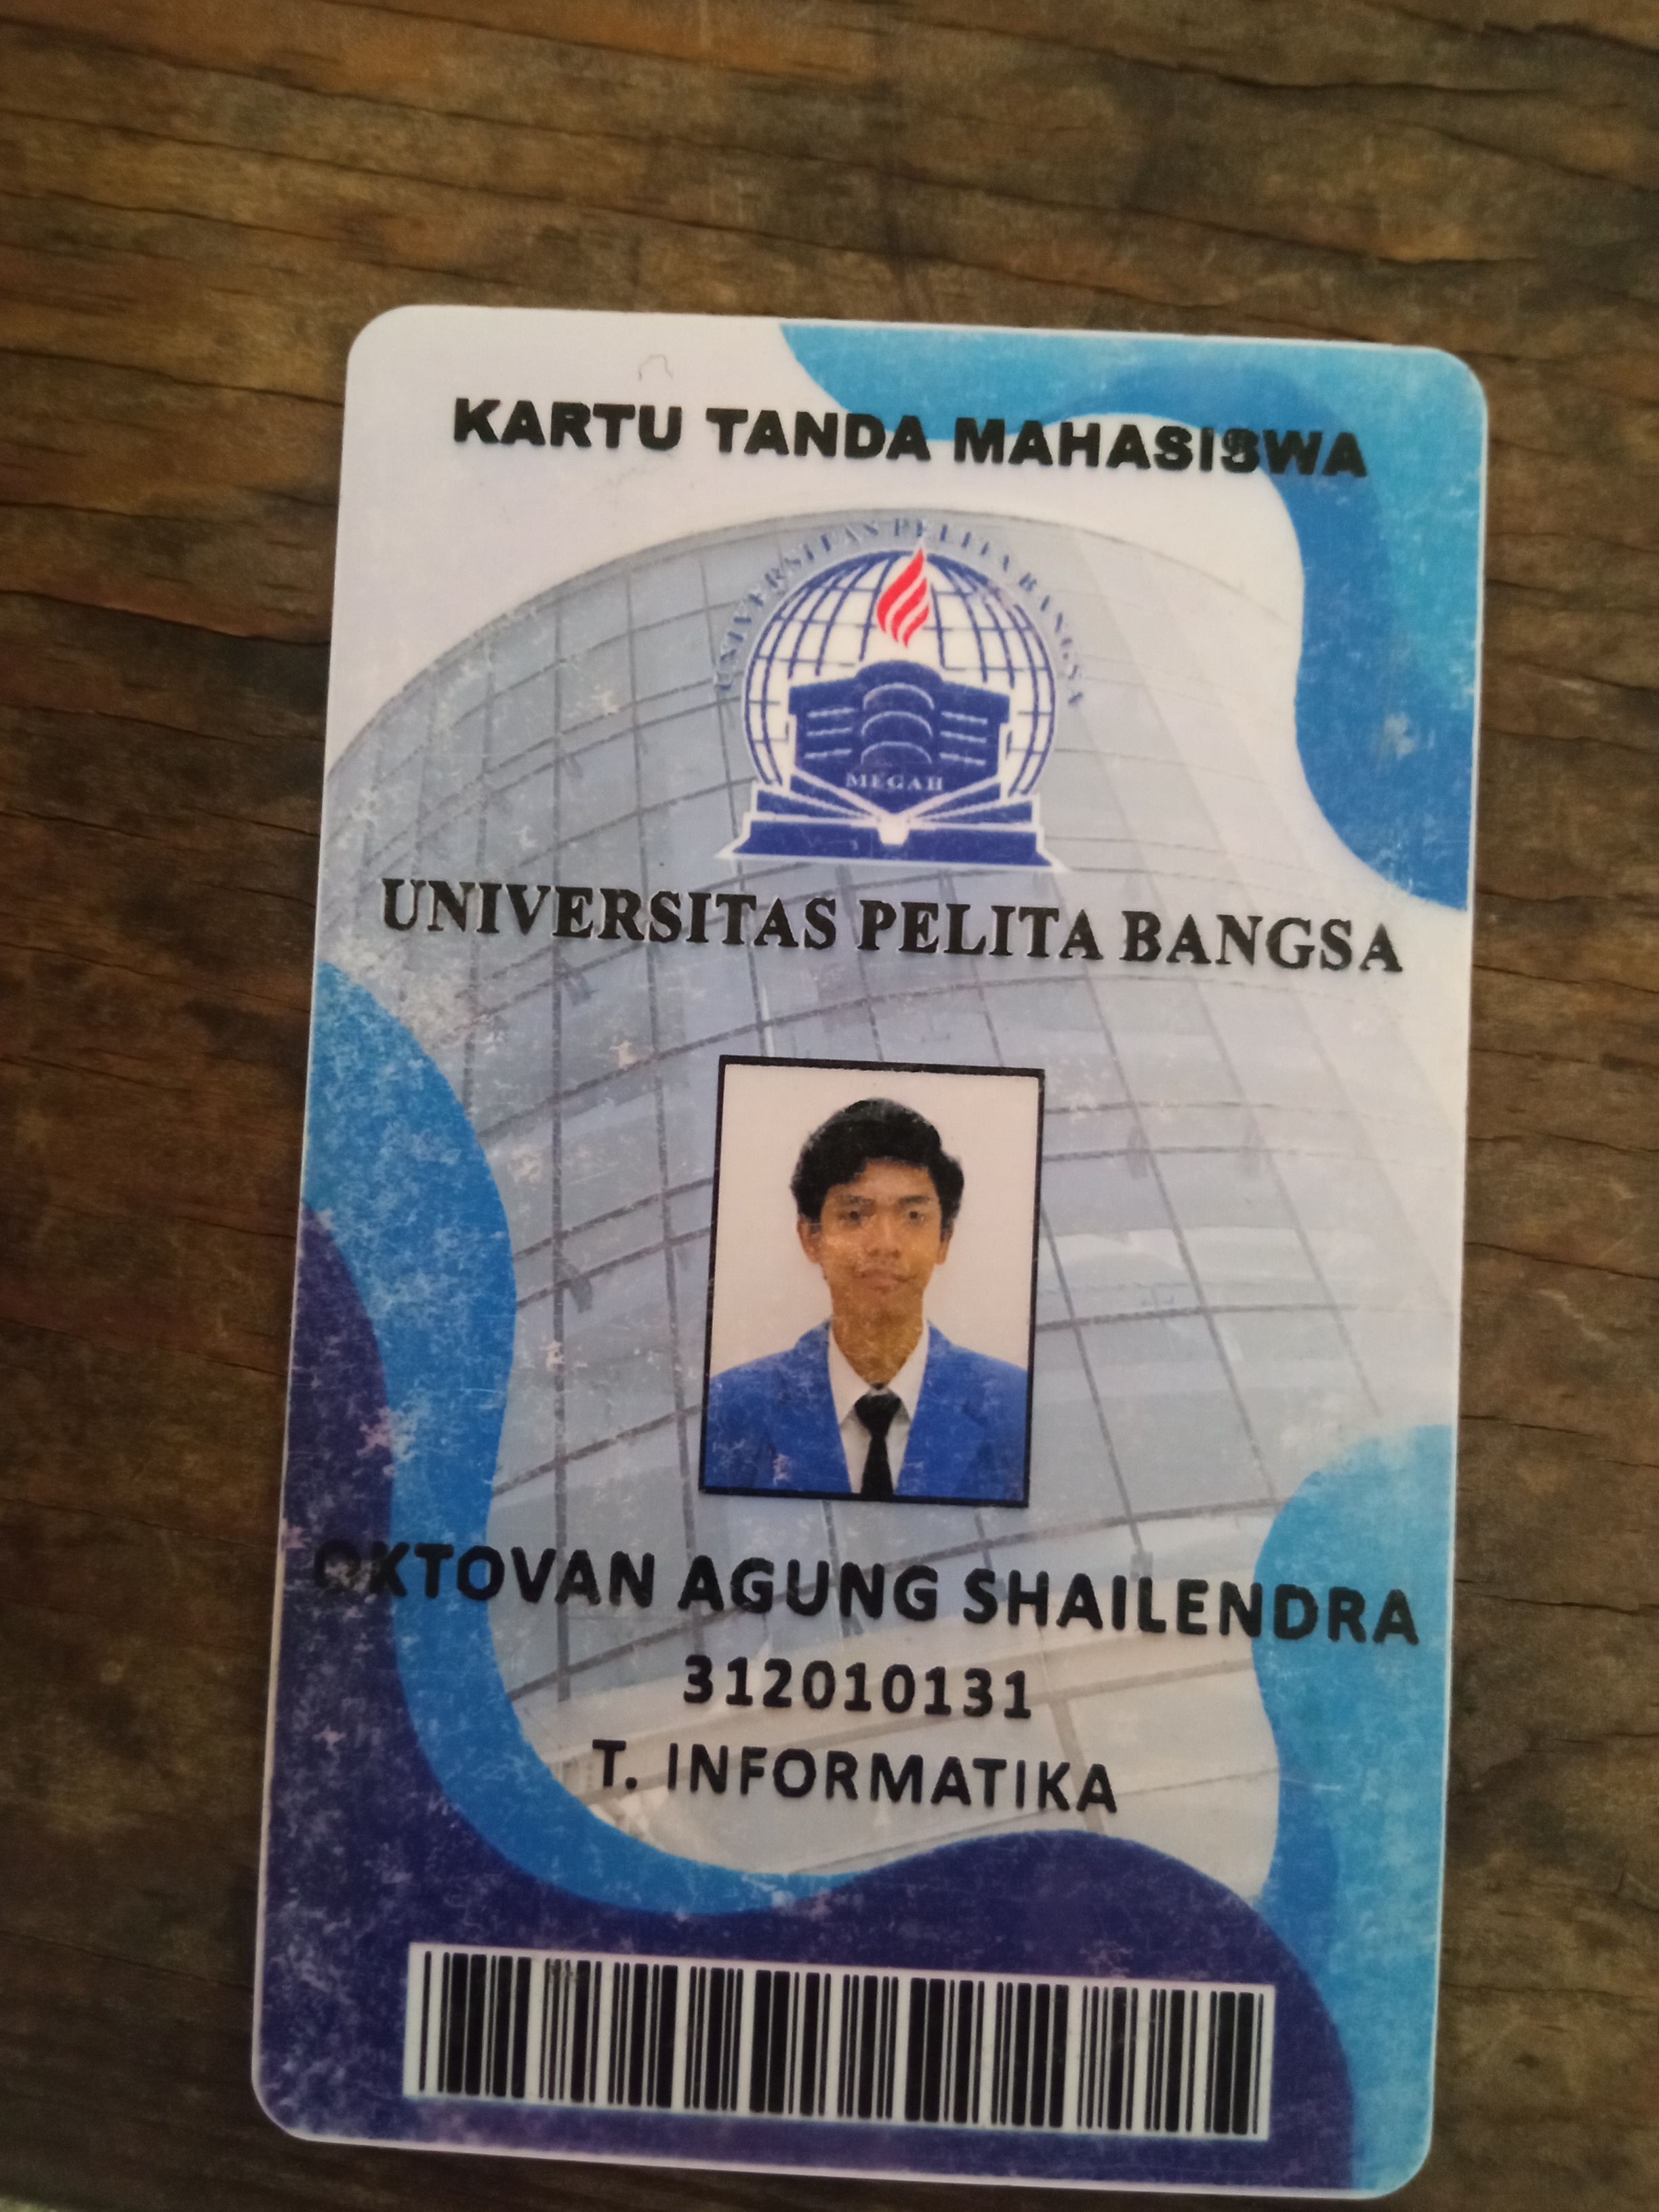 KARTU TANDA MAHASISWA
UNIVERSITAS PELITA BANGSA
MEGAH
UNIVERSITAS PELITA BANGSA
OKTOVAN AGUNG SHAILENDRA
312010131
T. INFORMATIKA